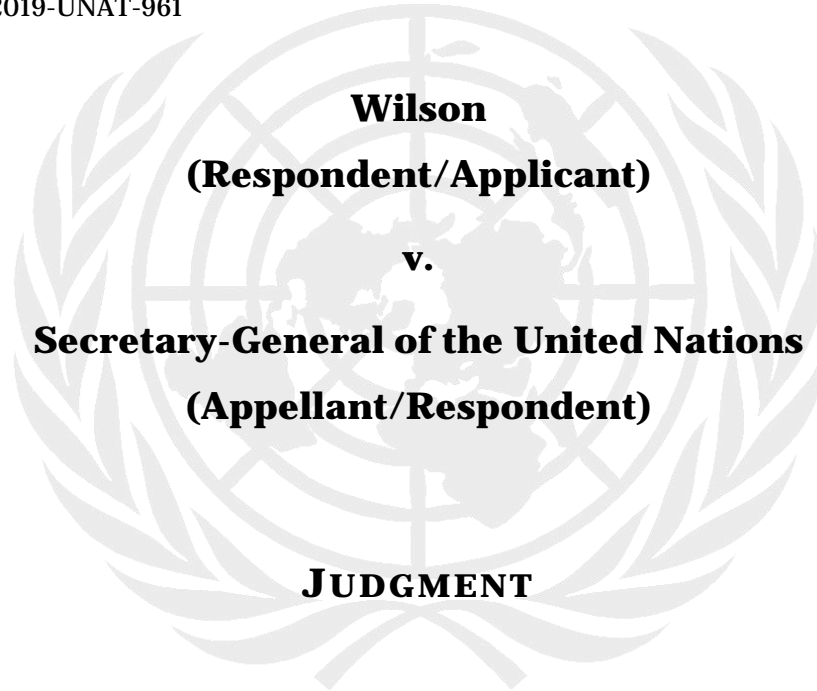 2019-UNAT-961
Wilson
(Respondent/Applicant)
v.
Secretary-General of the United Nations
(Appellant/Respondent)
JUDGMENT